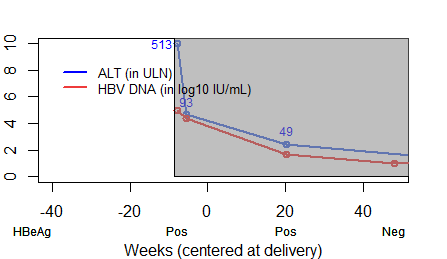 10
513
ALT (in ULN)
8
HBV DNA (in log10 IU/mL)
93
6
4
49
2
0
-40 -20 0 20 40
HBeAg Pos Pos Neg
Weeks (centered at delivery)